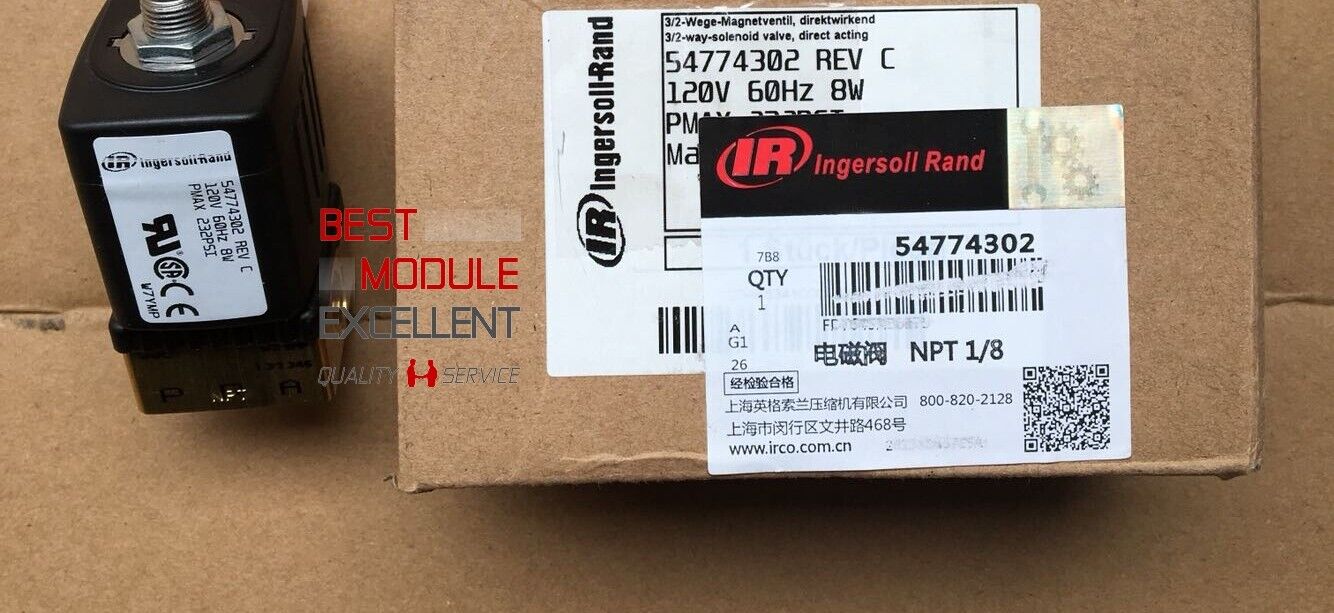 IR Ingersoll-Rand
54774302 REV C
120V 60Hz 8W
PMAX 232PSI
W7YMP
P NPT A
BEST
A MODULE
EXCELLENT
QUALITY SERVICE
IR Ingersoll-Rand
3/2-Wege-Magnetventil, direktwirkend
3/2-way-solenoid valve, direct acting
54774302 REV C
120V 60Hz 8W
IR Ingersoll Rand
54774302
7B8
QTY
1
A
G1
26
电磁阀 NPT 1/8
经检验合格
上海英格索兰压缩机有限公司 800-820-2128
上海市闵行区文井路468号
www.irco.com.cn